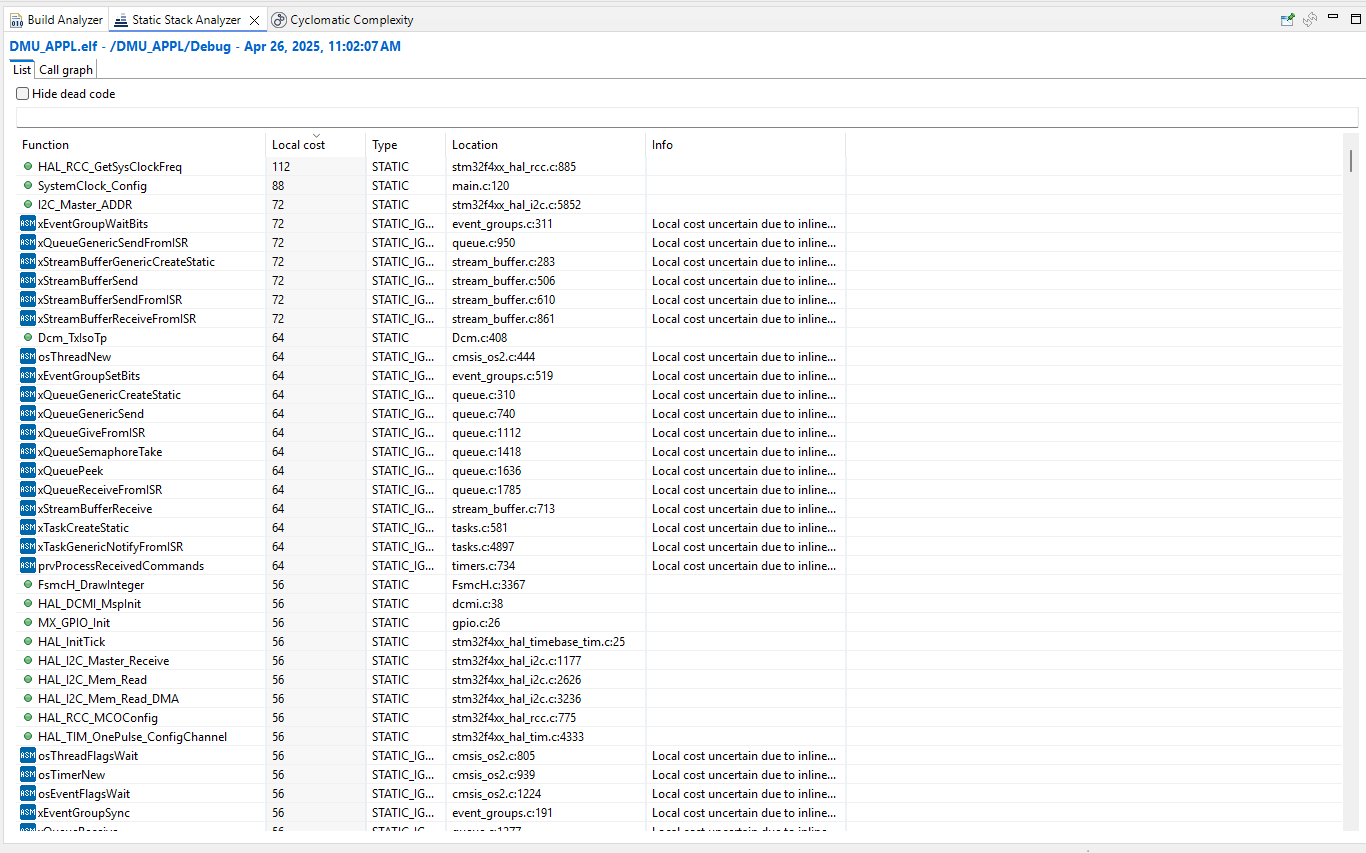 Build Analyzer Static Stack Analyzer Cyclomatic Complexity
DMU_APPL.elf - /DMU_APPL/Debug - Apr 26, 2025, 11:02:07 AM
List Call graph
Hide dead code
Function Local cost Type Location Info
HAL_RCC_GetSysClockFreq 112 STATIC stm32f4xx_hal_rcc.c:885
SystemClock_Config 88 STATIC main.c:120
I2C_Master_ADDR 72 STATIC stm32f4xx_hal_i2c.c:5852
ASM xEventGroupWaitBits 72 STATIC_IG... event_groups.c:311 Local cost uncertain due to inline...
ASM xQueueGenericSendFromISR 72 STATIC_IG... queue.c:950 Local cost uncertain due to inline...
ASM xStreamBufferGenericCreateStatic 72 STATIC_IG... stream_buffer.c:283 Local cost uncertain due to inline...
ASM xStreamBufferSend 72 STATIC_IG... stream_buffer.c:506 Local cost uncertain due to inline...
ASM xStreamBufferSendFromISR 72 STATIC_IG... stream_buffer.c:610 Local cost uncertain due to inline...
ASM xStreamBufferReceiveFromISR 72 STATIC_IG... stream_buffer.c:861 Local cost uncertain due to inline...
Dcm_TxIsoTp 64 STATIC Dcm.c:408
ASM osThreadNew 64 STATIC_IG... cmsis_os2.c:444 Local cost uncertain due to inline...
ASM xEventGroupSetBits 64 STATIC_IG... event_groups.c:519 Local cost uncertain due to inline...
ASM xQueueGenericCreateStatic 64 STATIC_IG... queue.c:310 Local cost uncertain due to inline...
ASM xQueueGenericSend 64 STATIC_IG... queue.c:740 Local cost uncertain due to inline...
ASM xQueueGiveFromISR 64 STATIC_IG... queue.c:1112 Local cost uncertain due to inline...
ASM xQueueSemaphoreTake 64 STATIC_IG... queue.c:1418 Local cost uncertain due to inline...
ASM xQueuePeek 64 STATIC_IG... queue.c:1636 Local cost uncertain due to inline...
ASM xQueueReceiveFromISR 64 STATIC_IG... queue.c:1785 Local cost uncertain due to inline...
ASM xStreamBufferReceive 64 STATIC_IG... stream_buffer.c:713 Local cost uncertain due to inline...
ASM xTaskCreateStatic 64 STATIC_IG... tasks.c:581 Local cost uncertain due to inline...
ASM xTaskGenericNotifyFromISR 64 STATIC_IG... tasks.c:4897 Local cost uncertain due to inline...
ASM prvProcessReceivedCommands 64 STATIC_IG... timers.c:734 Local cost uncertain due to inline...
FsmcH_DrawInteger 56 STATIC FsmcH.c:3367
HAL_DCMI_MspInit 56 STATIC dcmi.c:38
MX_GPIO_Init 56 STATIC gpio.c:26
HAL_InitTick 56 STATIC stm32f4xx_hal_timebase_tim.c:25
HAL_I2C_Master_Receive 56 STATIC stm32f4xx_hal_i2c.c:1177
HAL_I2C_Mem_Read 56 STATIC stm32f4xx_hal_i2c.c:2626
HAL_I2C_Mem_Read_DMA 56 STATIC stm32f4xx_hal_i2c.c:3236
HAL_RCC_MCOConfig 56 STATIC stm32f4xx_hal_rcc.c:775
HAL_TIM_OnePulse_ConfigChannel 56 STATIC stm32f4xx_hal_tim.c:4333
ASM osThreadFlagsWait 56 STATIC_IG... cmsis_os2.c:805 Local cost uncertain due to inline...
ASM osTimerNew 56 STATIC_IG... cmsis_os2.c:939 Local cost uncertain due to inline...
ASM osEventFlagsWait 56 STATIC_IG... cmsis_os2.c:1224 Local cost uncertain due to inline...
ASM xEventGroupSync 56 STATIC_IG... event_groups.c:191 Local cost uncertain due to inline...